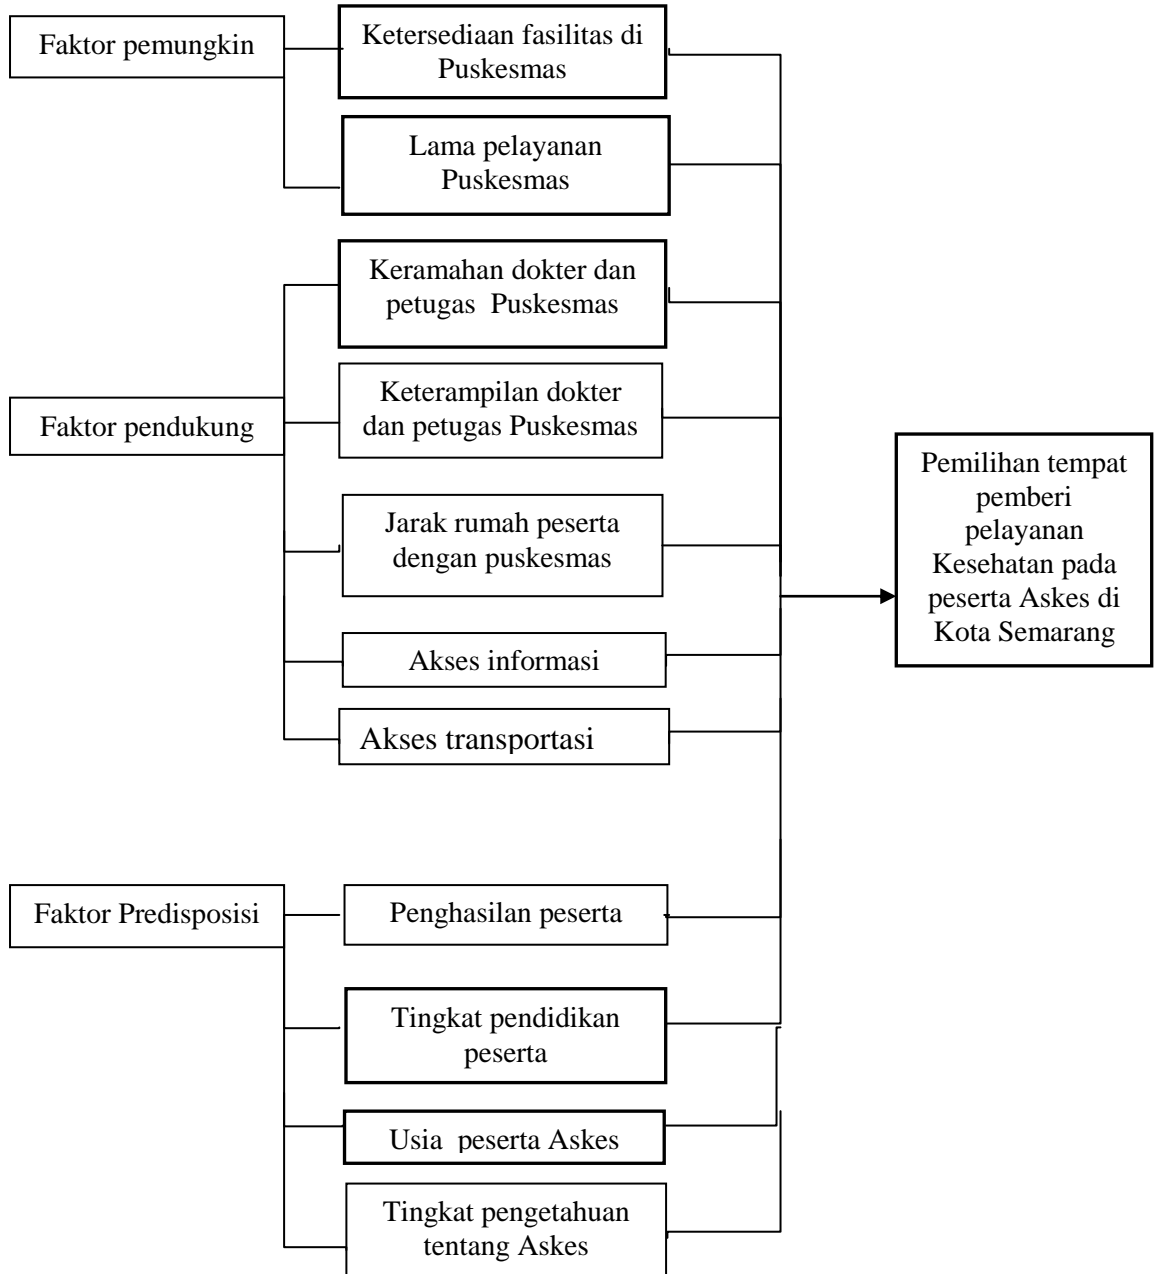 Faktor pemungkin
Ketersediaan fasilitas di
Puskesmas
Lama pelayanan
Puskesmas
Faktor pendukung
Keramahan dokter dan
petugas Puskesmas
Keterampilan dokter
dan petugas Puskesmas
Jarak rumah peserta
dengan puskesmas
Akses informasi
Akses transportasi
Faktor Predisposisi
Penghasilan peserta
Tingkat pendidikan
peserta
Usia peserta Askes
Tingkat pengetahuan
tentang Askes
Pemilihan tempat
pemberi
pelayanan
Kesehatan pada
peserta Askes di
Kota Semarang